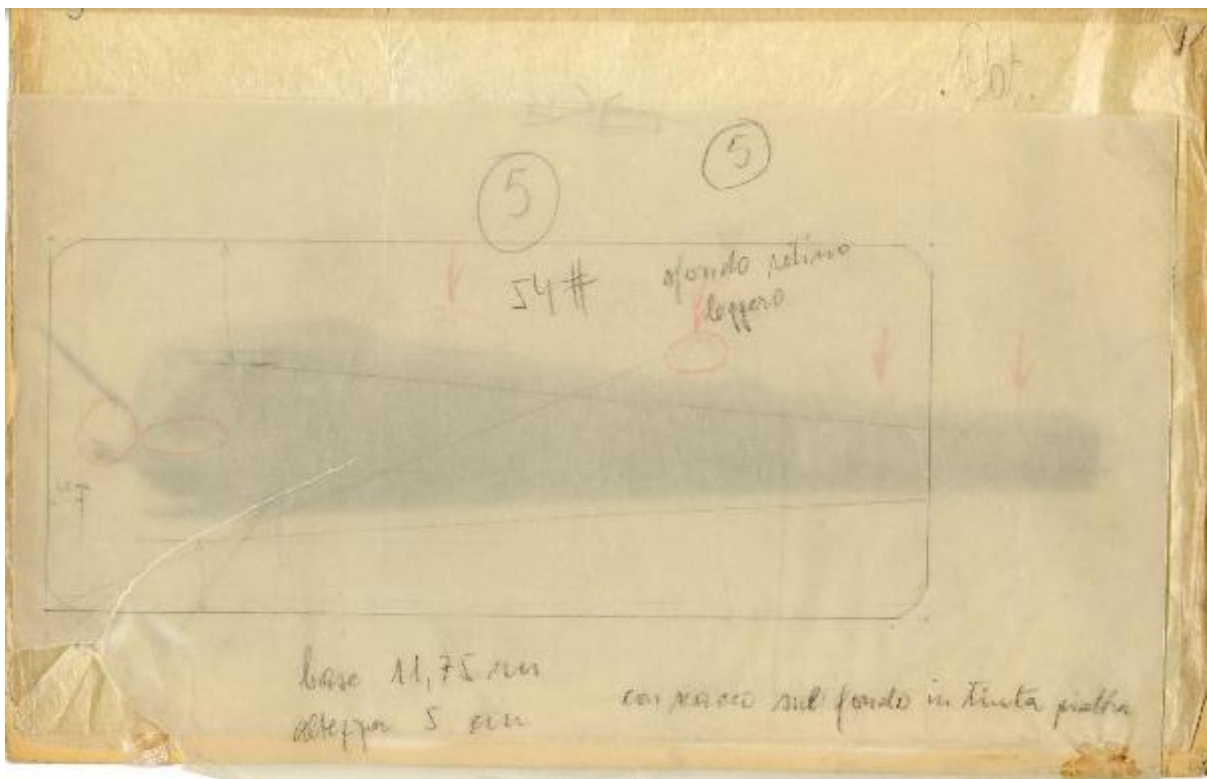 5
5
54#
sfondo retino
leggero
base 11,75 cm
altezza 5 cm
con stacco sul fondo in tinta piatta